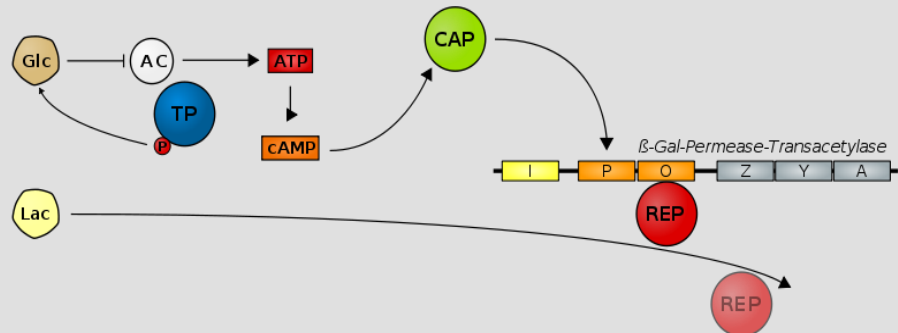 Glc
AC
ATP
CAP
TP
P
cAMP
ß-Gal-Permease-Transacetylase
I
P
O
Z
Y
A
Lac
REP
REP